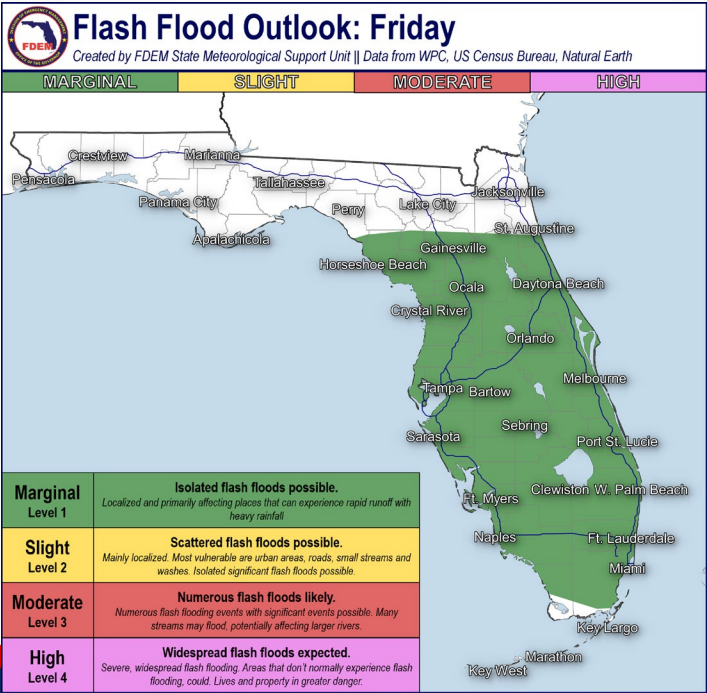 Flash Flood Outlook: Friday
Created by FDEM State Meteorological Support Unit || Data from WPC, US Census Bureau, Natural Earth
FDEM
MARGINAL
SLIGHT
MODERATE
HIGH
Crestview
Marianna
Pensacola
Tallahassee
Jacksonville
Panama City
Perry
Lake City
Apalachicola
St. Augustine
Gainesville
Horseshoe Beach
Ocala
Daytona Beach
Crystal River
Orlando
Tampa
Bartow
Melbourne
Sebring
Sarasota
Port St. Lucie
Ft. Myers
Clewiston
W. Palm Beach
Naples
Ft. Lauderdale
Miami
Key Largo
Marathon
Key West
Marginal
Level 1
Isolated flash floods possible.
Localized and primarily affecting places that can experience rapid runoff with
heavy rainfall
Slight
Level 2
Scattered flash floods possible.
Mainly localized. Most vulnerable are urban areas, roads, small streams and
washes. Isolated significant flash floods possible.
Moderate
Level 3
Numerous flash floods likely.
Numerous flash flooding events with significant events possible. Many
streams may flood, potentially affecting larger rivers.
High
Level 4
Widespread flash floods expected.
Severe, widespread flash flooding. Areas that don't normally experience flash
flooding, could. Lives and property in greater danger.